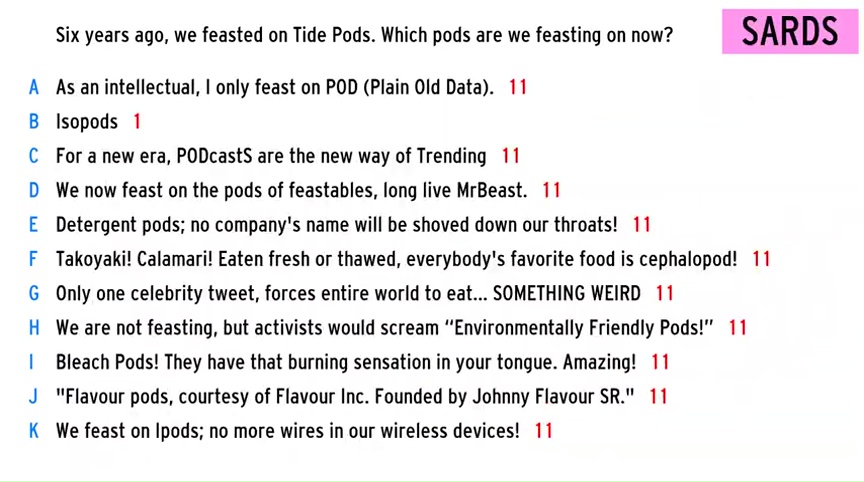 Six years ago, we feasted on Tide Pods. Which pods are we feasting on now?
SARDS
A As an intellectual, I only feast on POD (Plain Old Data). 11
B Isopods 1
C For a new era, PODcastS are the new way of Trending 11
D We now feast on the pods of feastables, long live MrBeast. 11
E Detergent pods; no company's name will be shoved down our throats! 11
F Takoyaki! Calamari! Eaten fresh or thawed, everybody's favorite food is cephalopod! 11
G Only one celebrity tweet, forces entire world to eat... SOMETHING WEIRD 11
H We are not feasting, but activists would scream “Environmentally Friendly Pods!” 11
I Bleach Pods! They have that burning sensation in your tongue. Amazing! 11
J "Flavour pods, courtesy of Flavour Inc. Founded by Johnny Flavour SR." 11
K We feast on Ipods; no more wires in our wireless devices! 11